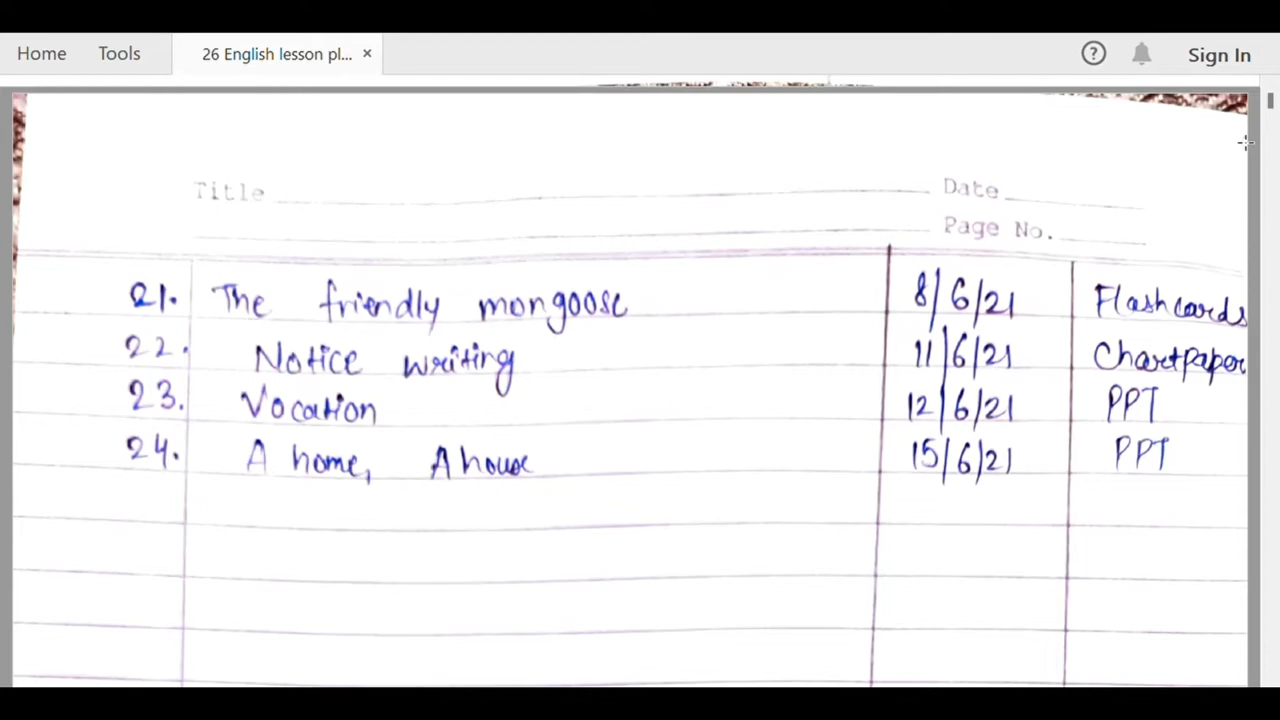 Home Tools 26 English lesson pl... × ? Sign In
Title Date
Page No.
21. The friendly mongoose 8/6/21 Flashcards
22. Notice writing 11/6/21 Chartpaper
23. Vocation 12/6/21 PPT
24. A home, A house 15/6/21 PPT